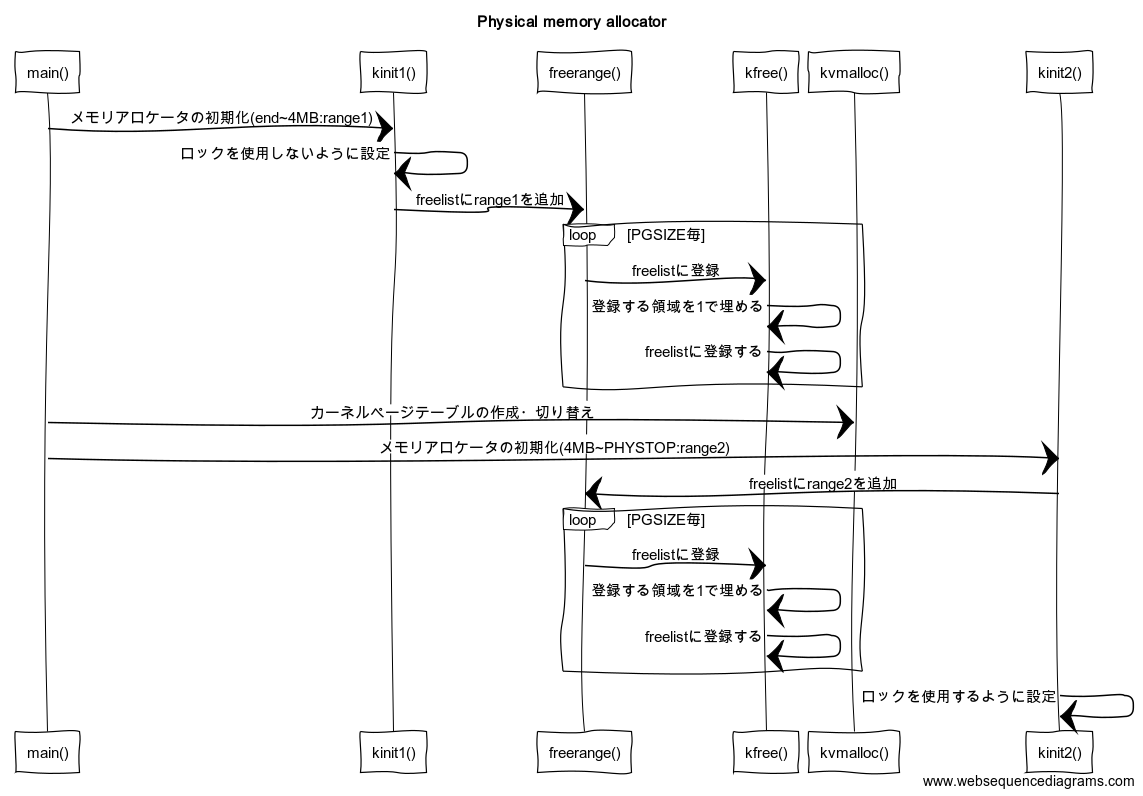 Physical memory allocator
main() kinit1() freerange() kfree() kvmalloc() kinit2()
メモリアロケータの初期化(end~4MB:range1)
ロックを使用しないように設定
freelistにrange1を追加
loop [PGSIZE毎]
freelistに登録
登録する領域を1で埋める
freelistに登録する
カーネルページテーブルの作成・切り替え
メモリアロケータの初期化(4MB~PHYSTOP:range2)
freelistにrange2を追加
loop [PGSIZE毎]
freelistに登録
登録する領域を1で埋める
freelistに登録する
ロックを使用するように設定
main() kinit1() freerange() kfree() kvmalloc() kinit2()
www.websequencediagrams.com